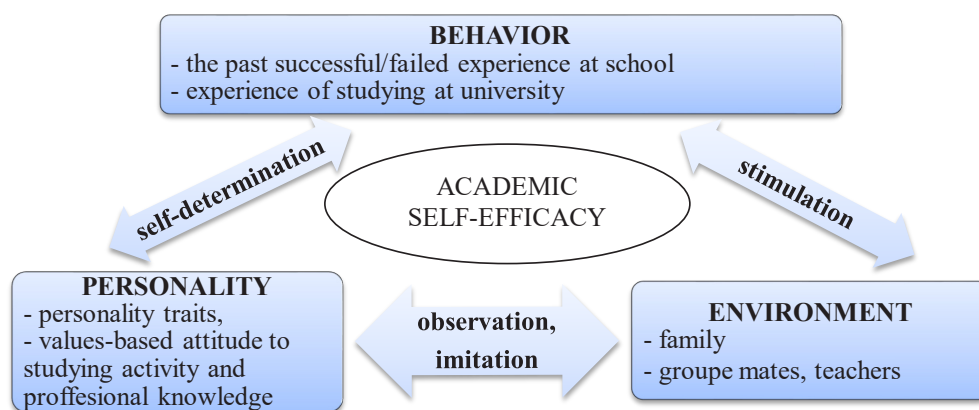 BEHAVIOR
- the past successful/failed experience at school
- experience of studying at university
self-determination
ACADEMIC
SELF-EFFICACY
stimulation
PERSONALITY
- personality traits,
- values-based attitude to
studying activity and
proffesional knowledge
observation,
imitation
ENVIRONMENT
- family
- groupe mates, teachers